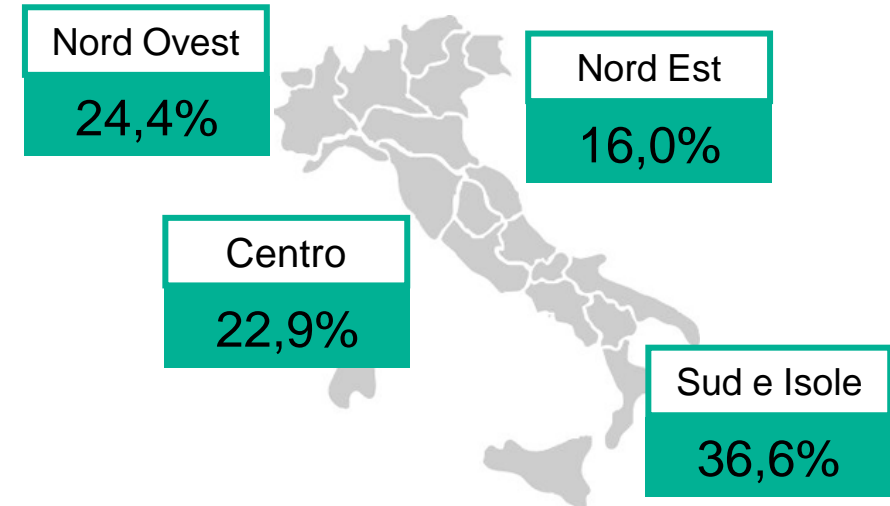 Nord Ovest
24,4%
Nord Est
16,0%
Centro
22,9%
Sud e Isole
36,6%